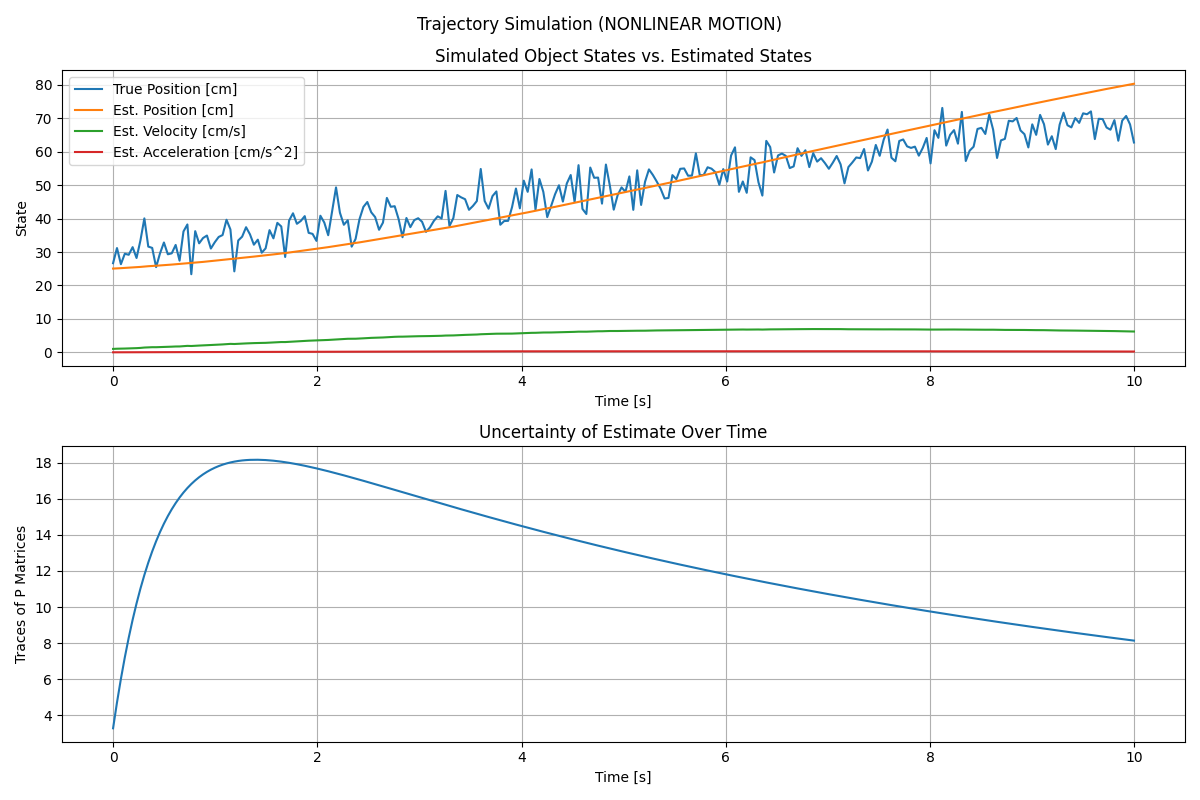 Trajectory Simulation (NONLINEAR MOTION)
Simulated Object States vs. Estimated States
True Position [cm]
Est. Position [cm]
Est. Velocity [cm/s]
Est. Acceleration [cm/s^2]
State
80
70
60
50
40
30
20
10
0
0 2 4 6 8 10
Time [s]
Uncertainty of Estimate Over Time
Traces of P Matrices
18
16
14
12
10
8
6
4
0 2 4 6 8 10
Time [s]